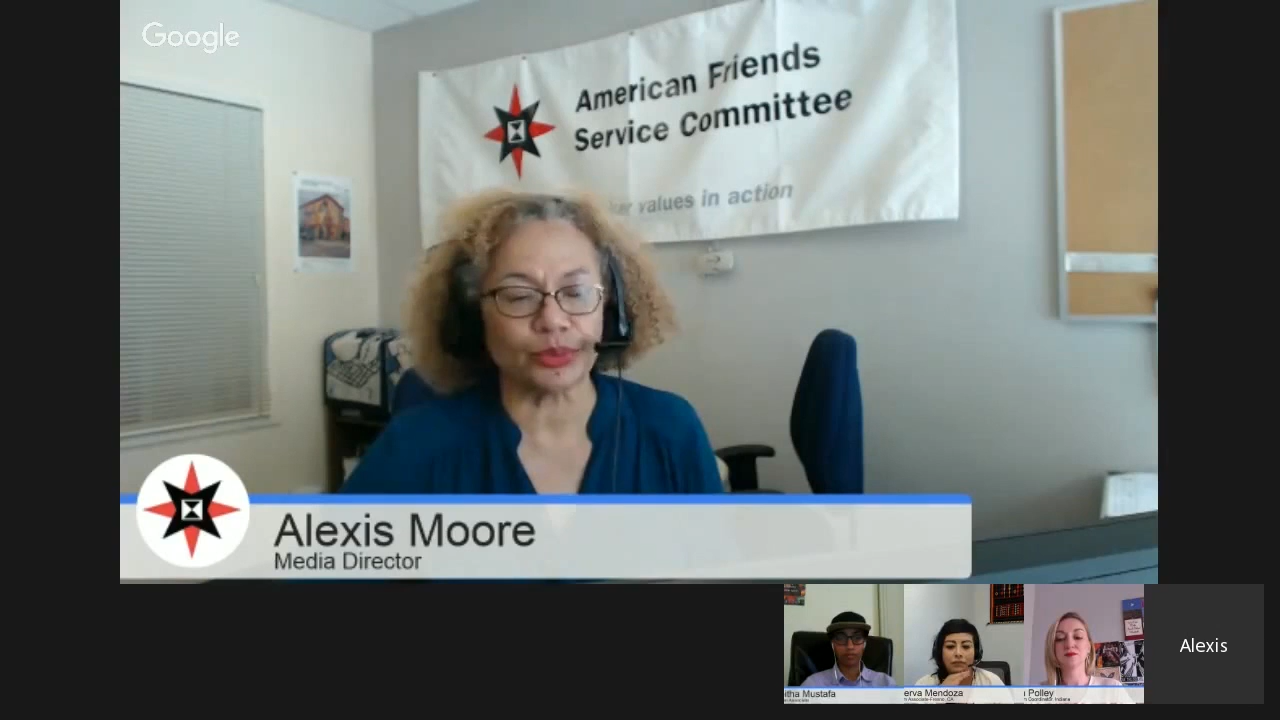 Google
American Friends
Service Committee
values in action
Alexis Moore
Media Director
Alexis
Mustafa
Mendoza
Polley